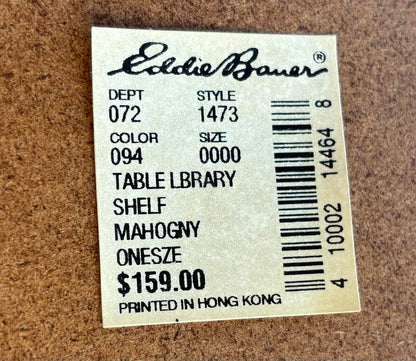 Eddie Bauer®
DEPT STYLE
072 1473
COLOR SIZE
094 0000
TABLE LBRARY
SHELF
MAHOGNY
ONESZE
$159.00
PRINTED IN HONG KONG
4 10002 14464 8